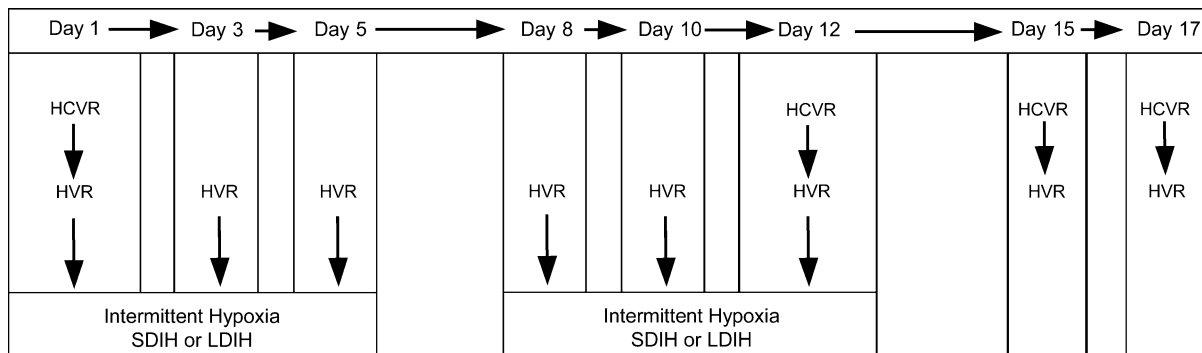 Day 1 Day 3 Day 5 Day 8 Day 10 Day 12 Day 15 Day 17
HCVR HCVR HCVR HCVR
HVR HVR HVR HVR HVR HVR HVR HVR
Intermittent Hypoxia Intermittent Hypoxia
SDIH or LDIH SDIH or LDIH